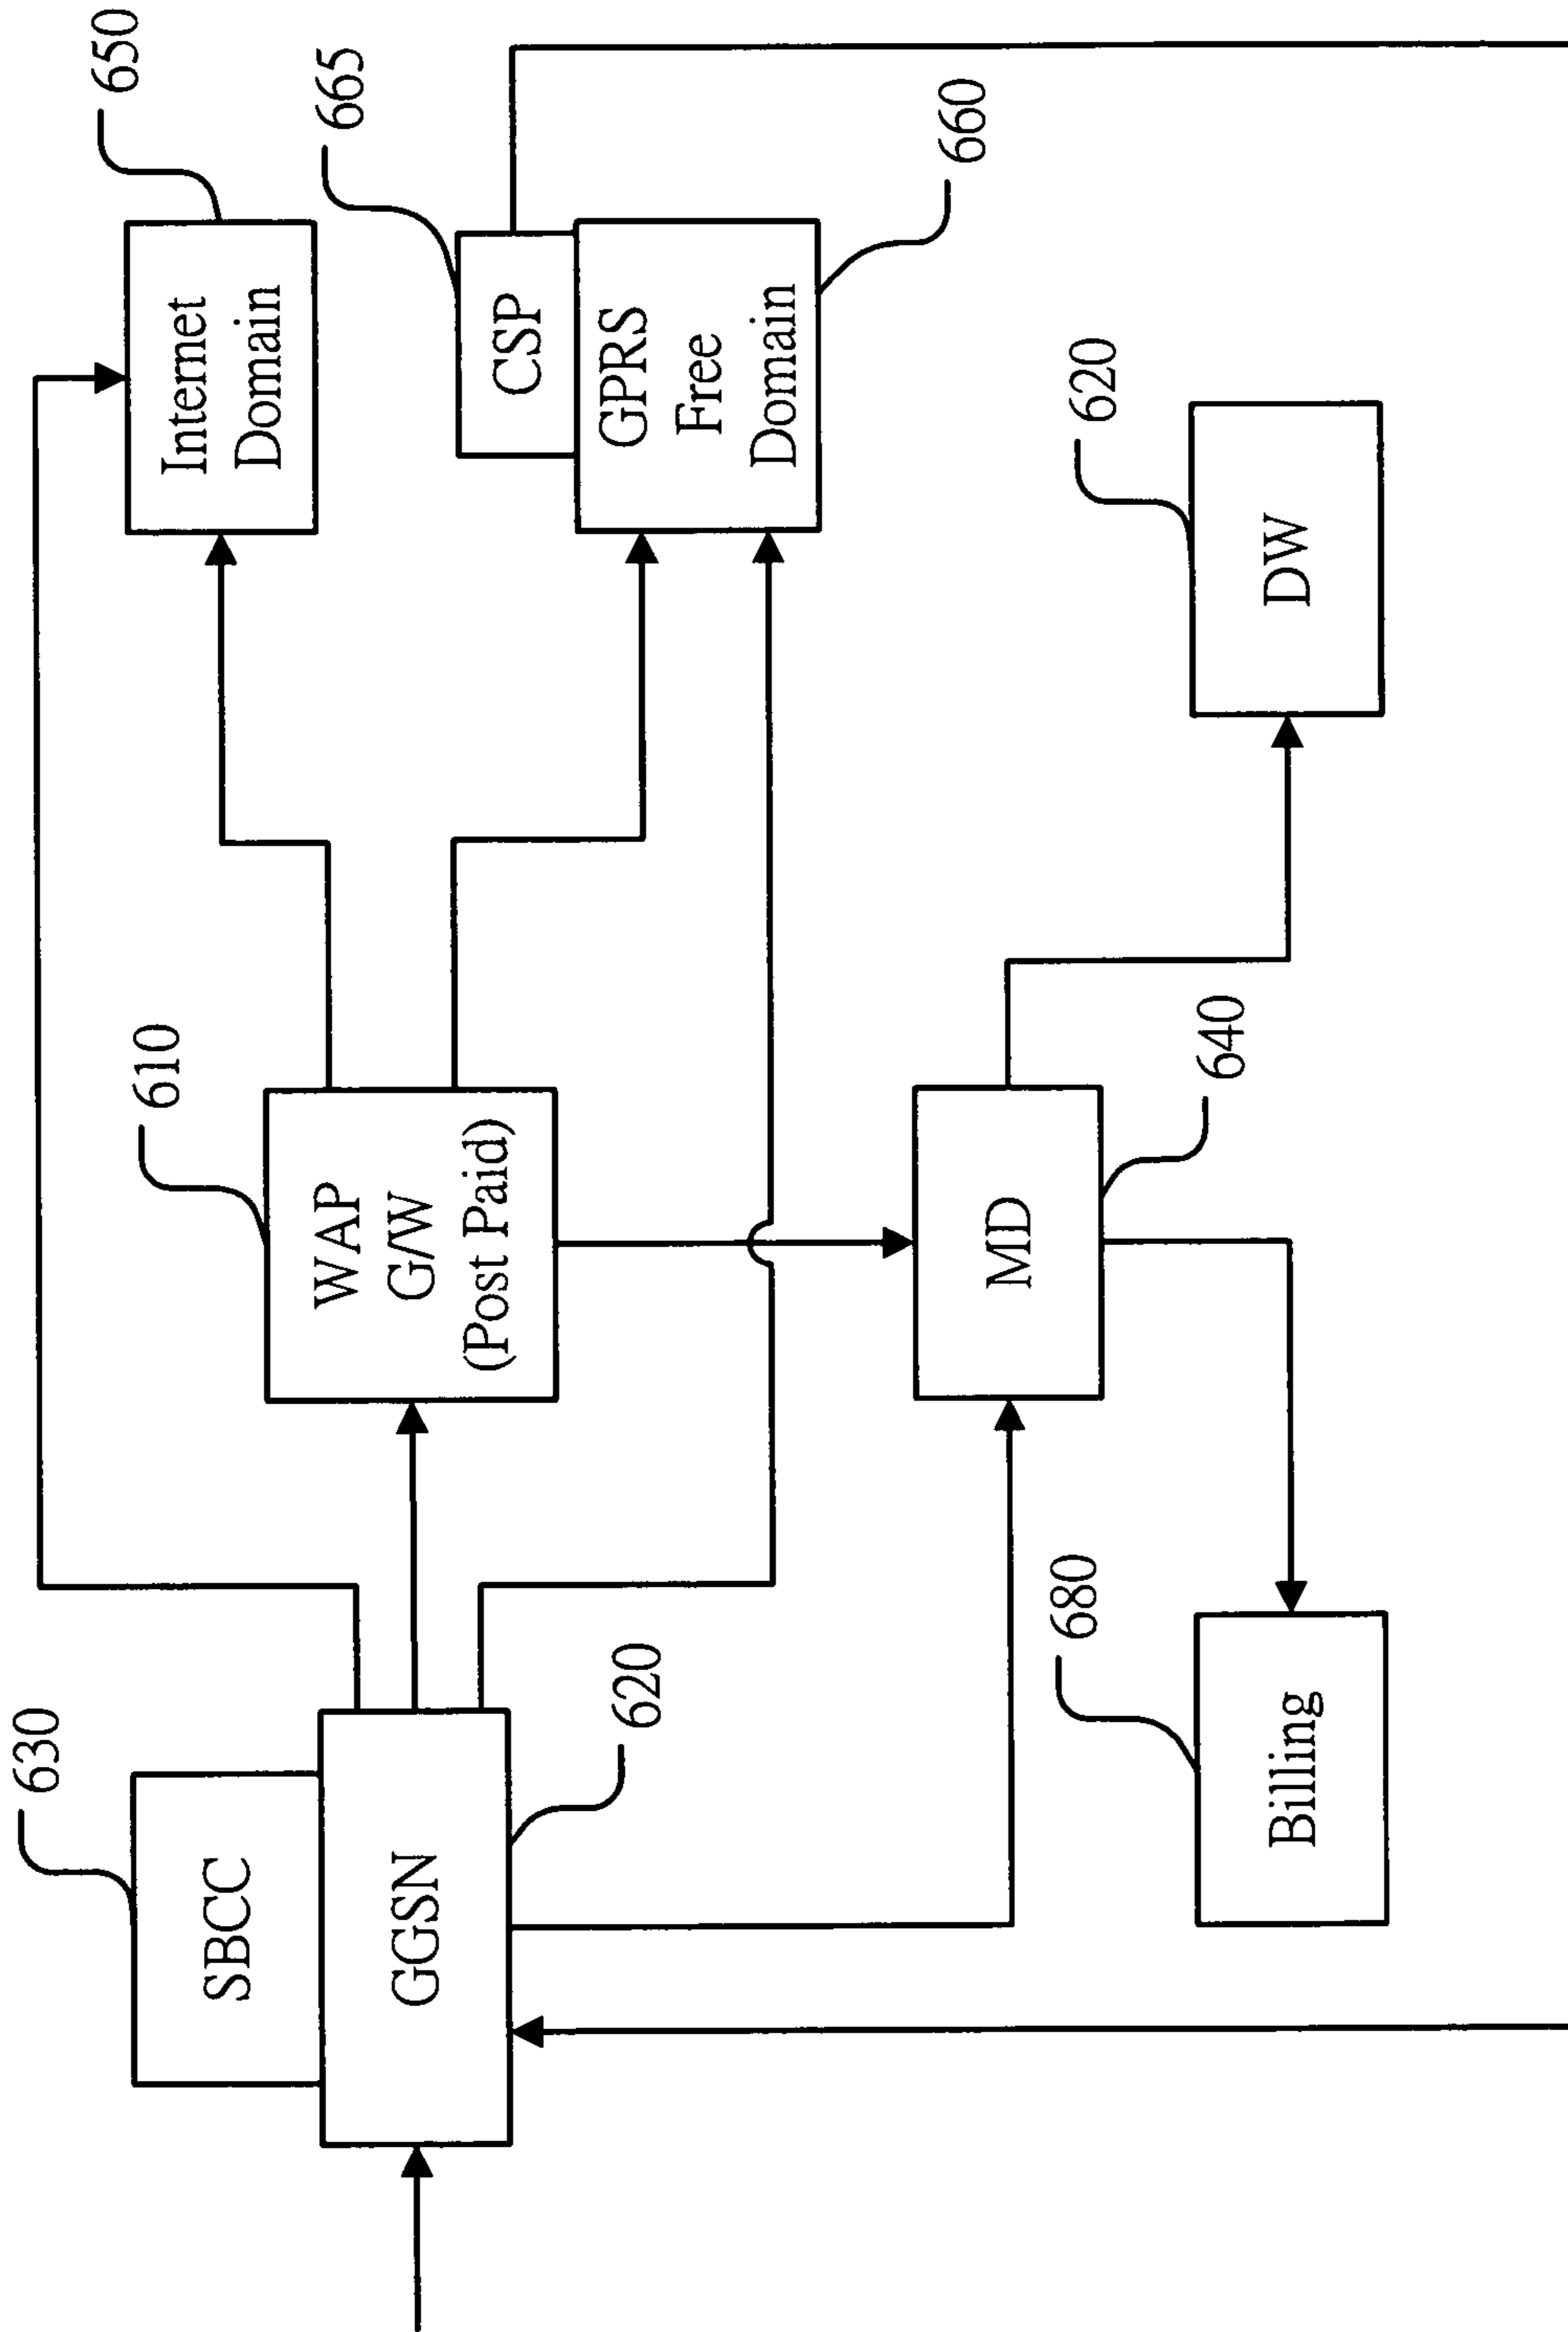 630
SBCC
GGSN
620
610
WAP
G/W
(Post Paid)
650
Internet
Domain
665
CSP
GPRS
Free
Domain
660
MD
640
620
DW
680
Billing